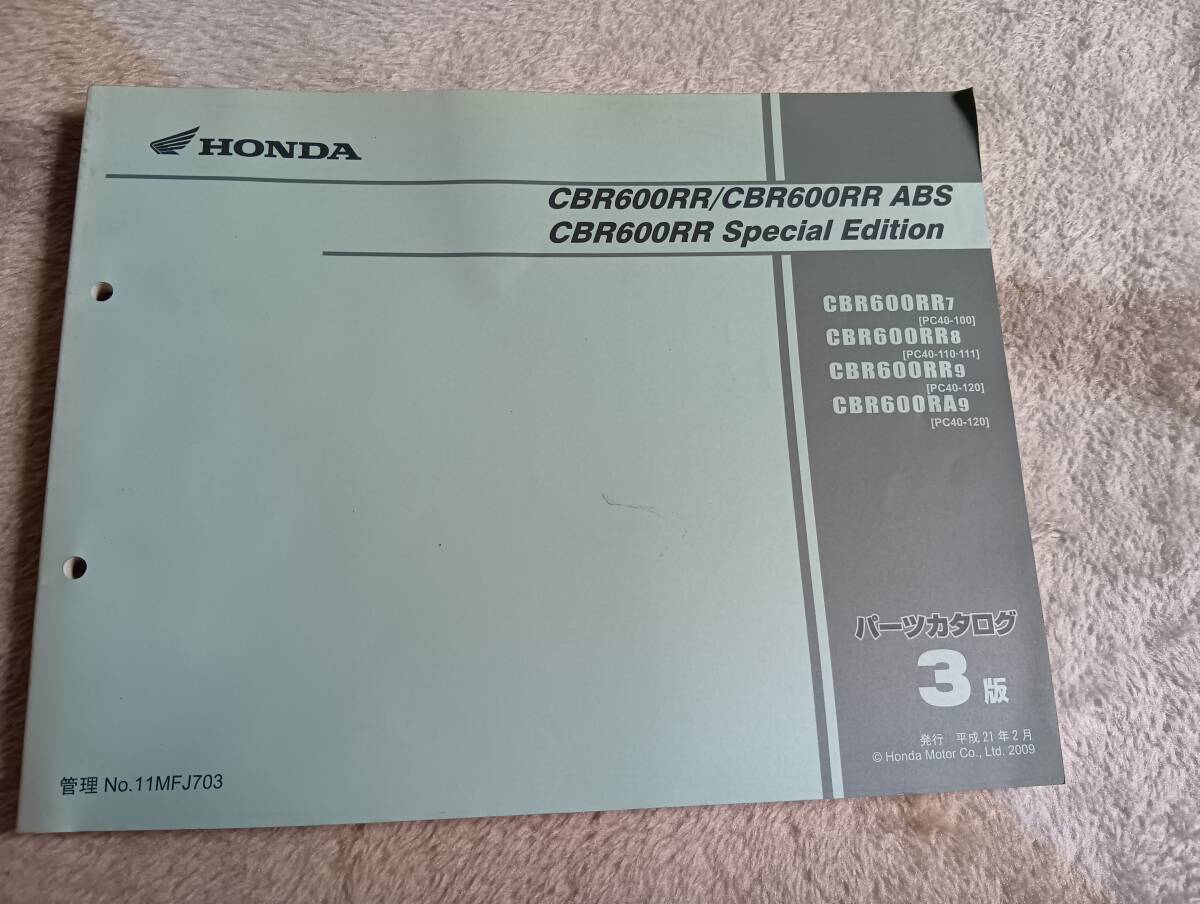 HONDA
CBR600RR/CBR600RR ABS
CBR600RR Special Edition
CBR600RR7
[PC40-100]
CBR600RR8
[PC40-110·111]
CBR600RR9
[PC40-120]
CBR600RA9
[PC40-120]
パーツカタログ
3版
発行 平成21年2月
© Honda Motor Co., Ltd. 2009
管理 No.11MFJ703